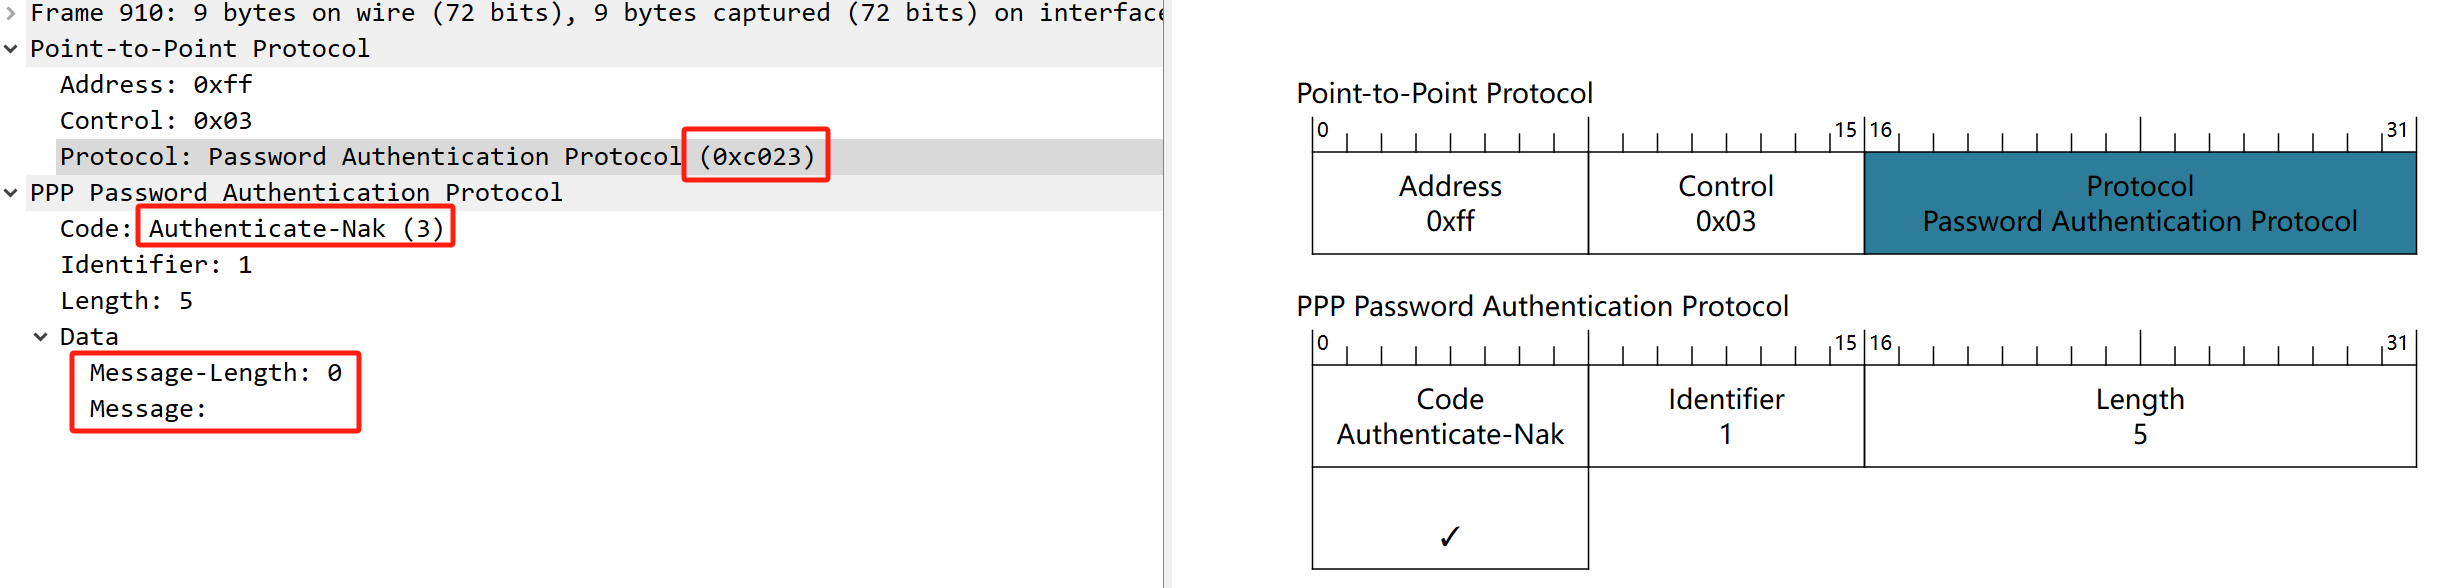 Frame 910: 9 bytes on wire (72 bits), 9 bytes captured (72 bits) on interface
Point-to-Point Protocol
Address: 0xff
Control: 0x03
Protocol: Password Authentication Protocol (0xc023)
PPP Password Authentication Protocol
Code: Authenticate-Nak (3)
Identifier: 1
Length: 5
Data
Message-Length: 0
Message:
Point-to-Point Protocol
0 15 16 31
Address Control Protocol
0xff 0x03 Password Authentication Protocol
PPP Password Authentication Protocol
0 15 16 31
Code Identifier Length
Authenticate-Nak 1 5
✓